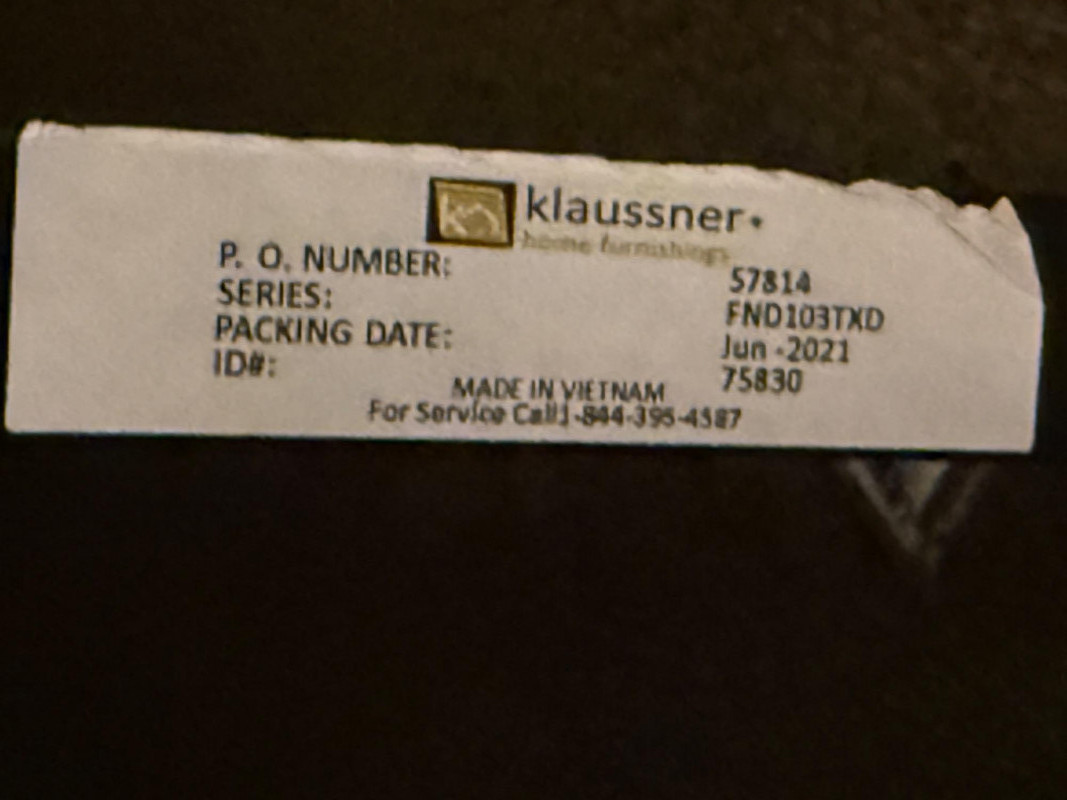 klaussner
home furnishings
P. O. NUMBER: 57814
SERIES: FND103TXD
PACKING DATE: Jun -2021
ID#: 75830
MADE IN VIETNAM
For Service Call 1-844-395-4587